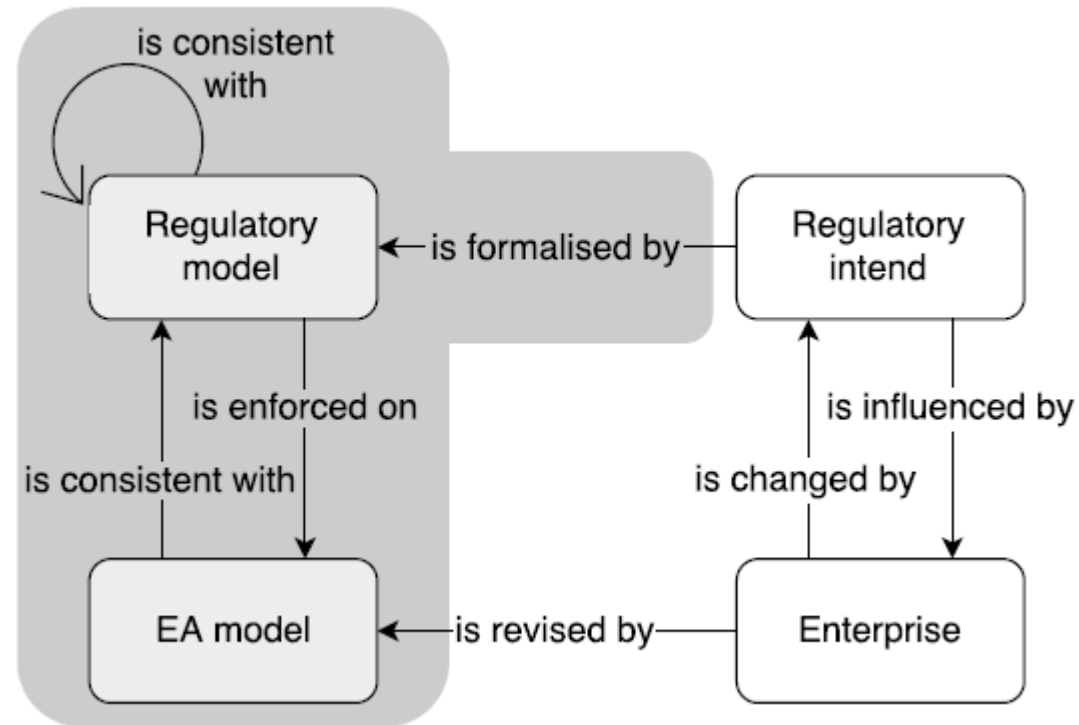 is consistent
with
Regulatory
model
is formalised by
Regulatory
intend
is enforced on
is influenced by
is consistent with
is changed by
EA model
is revised by
Enterprise